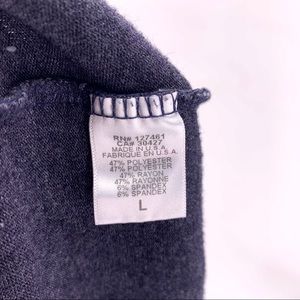 RN# 127461
CA# 30427
MADE IN U.S.A.
FABRIQUE EN U.S.A.
47% POLYESTER
47% POLYESTER
47% RAYON
47% RAYONNE
6% SPANDEX
6% SPANDEX
L